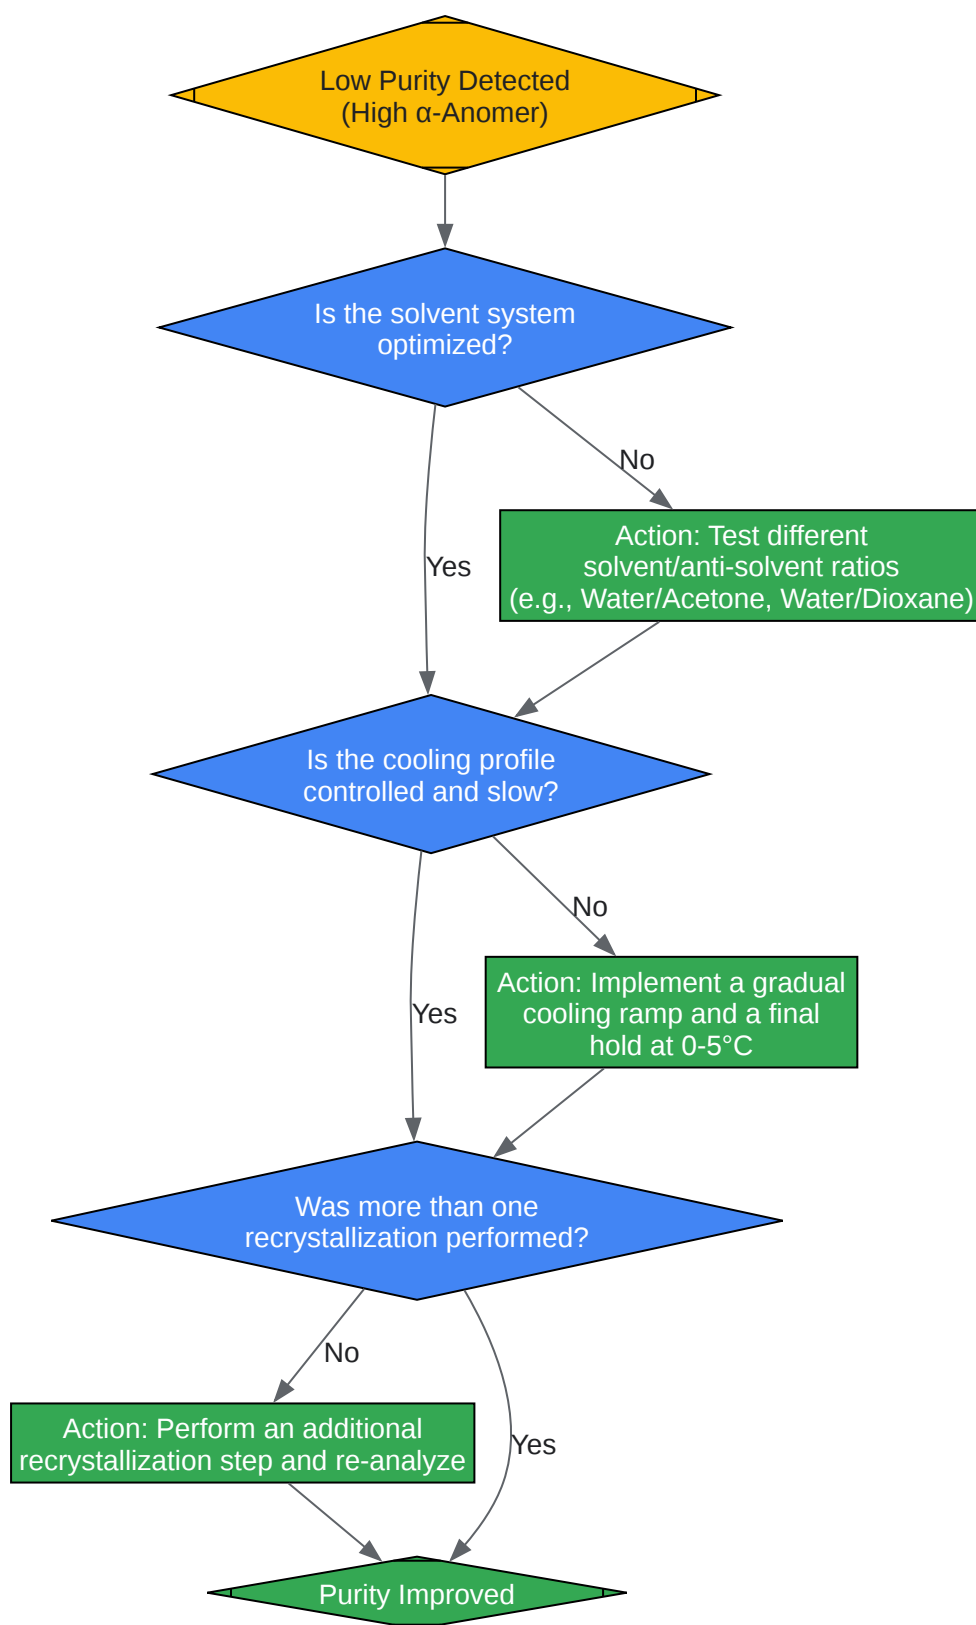 Low Purity Detected
(High α-Anomer)
Is the solvent system
optimized?
No
Action: Test different
solvent/anti-solvent ratios
(e.g., Water/Acetone, Water/Dioxane)
Yes
Is the cooling profile
controlled and slow?
No
Action: Implement a gradual
cooling ramp and a final
hold at 0-5°C
Yes
Was more than one
recrystallization performed?
No
Action: Perform an additional
recrystallization step and re-analyze
Yes
Purity Improved